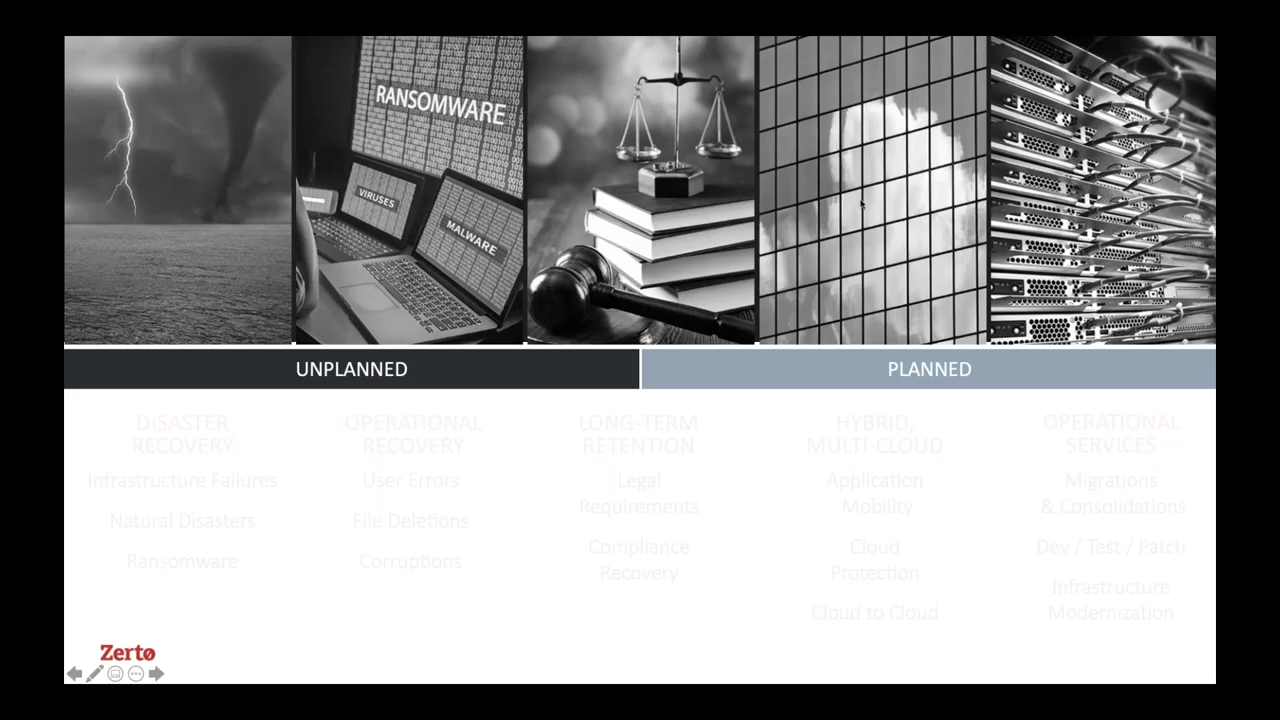 RANSOMWARE
VIRUSES
MALWARE
UNPLANNED
PLANNED
DISASTER
RECOVERY
Infrastructure Failures
Natural Disasters
Ransomware
OPERATIONAL
RECOVERY
User Errors
File Deletions
Corruptions
LONG-TERM
RETENTION
Legal
Requirements
Compliance
Recovery
HYBRID,
MULTI-CLOUD
Application
Mobility
Cloud
Protection
Cloud to Cloud
OPERATIONAL
SERVICES
Migrations
& Consolidations
Dev / Test / Patch
Infrastructure
Modernization
Zerto